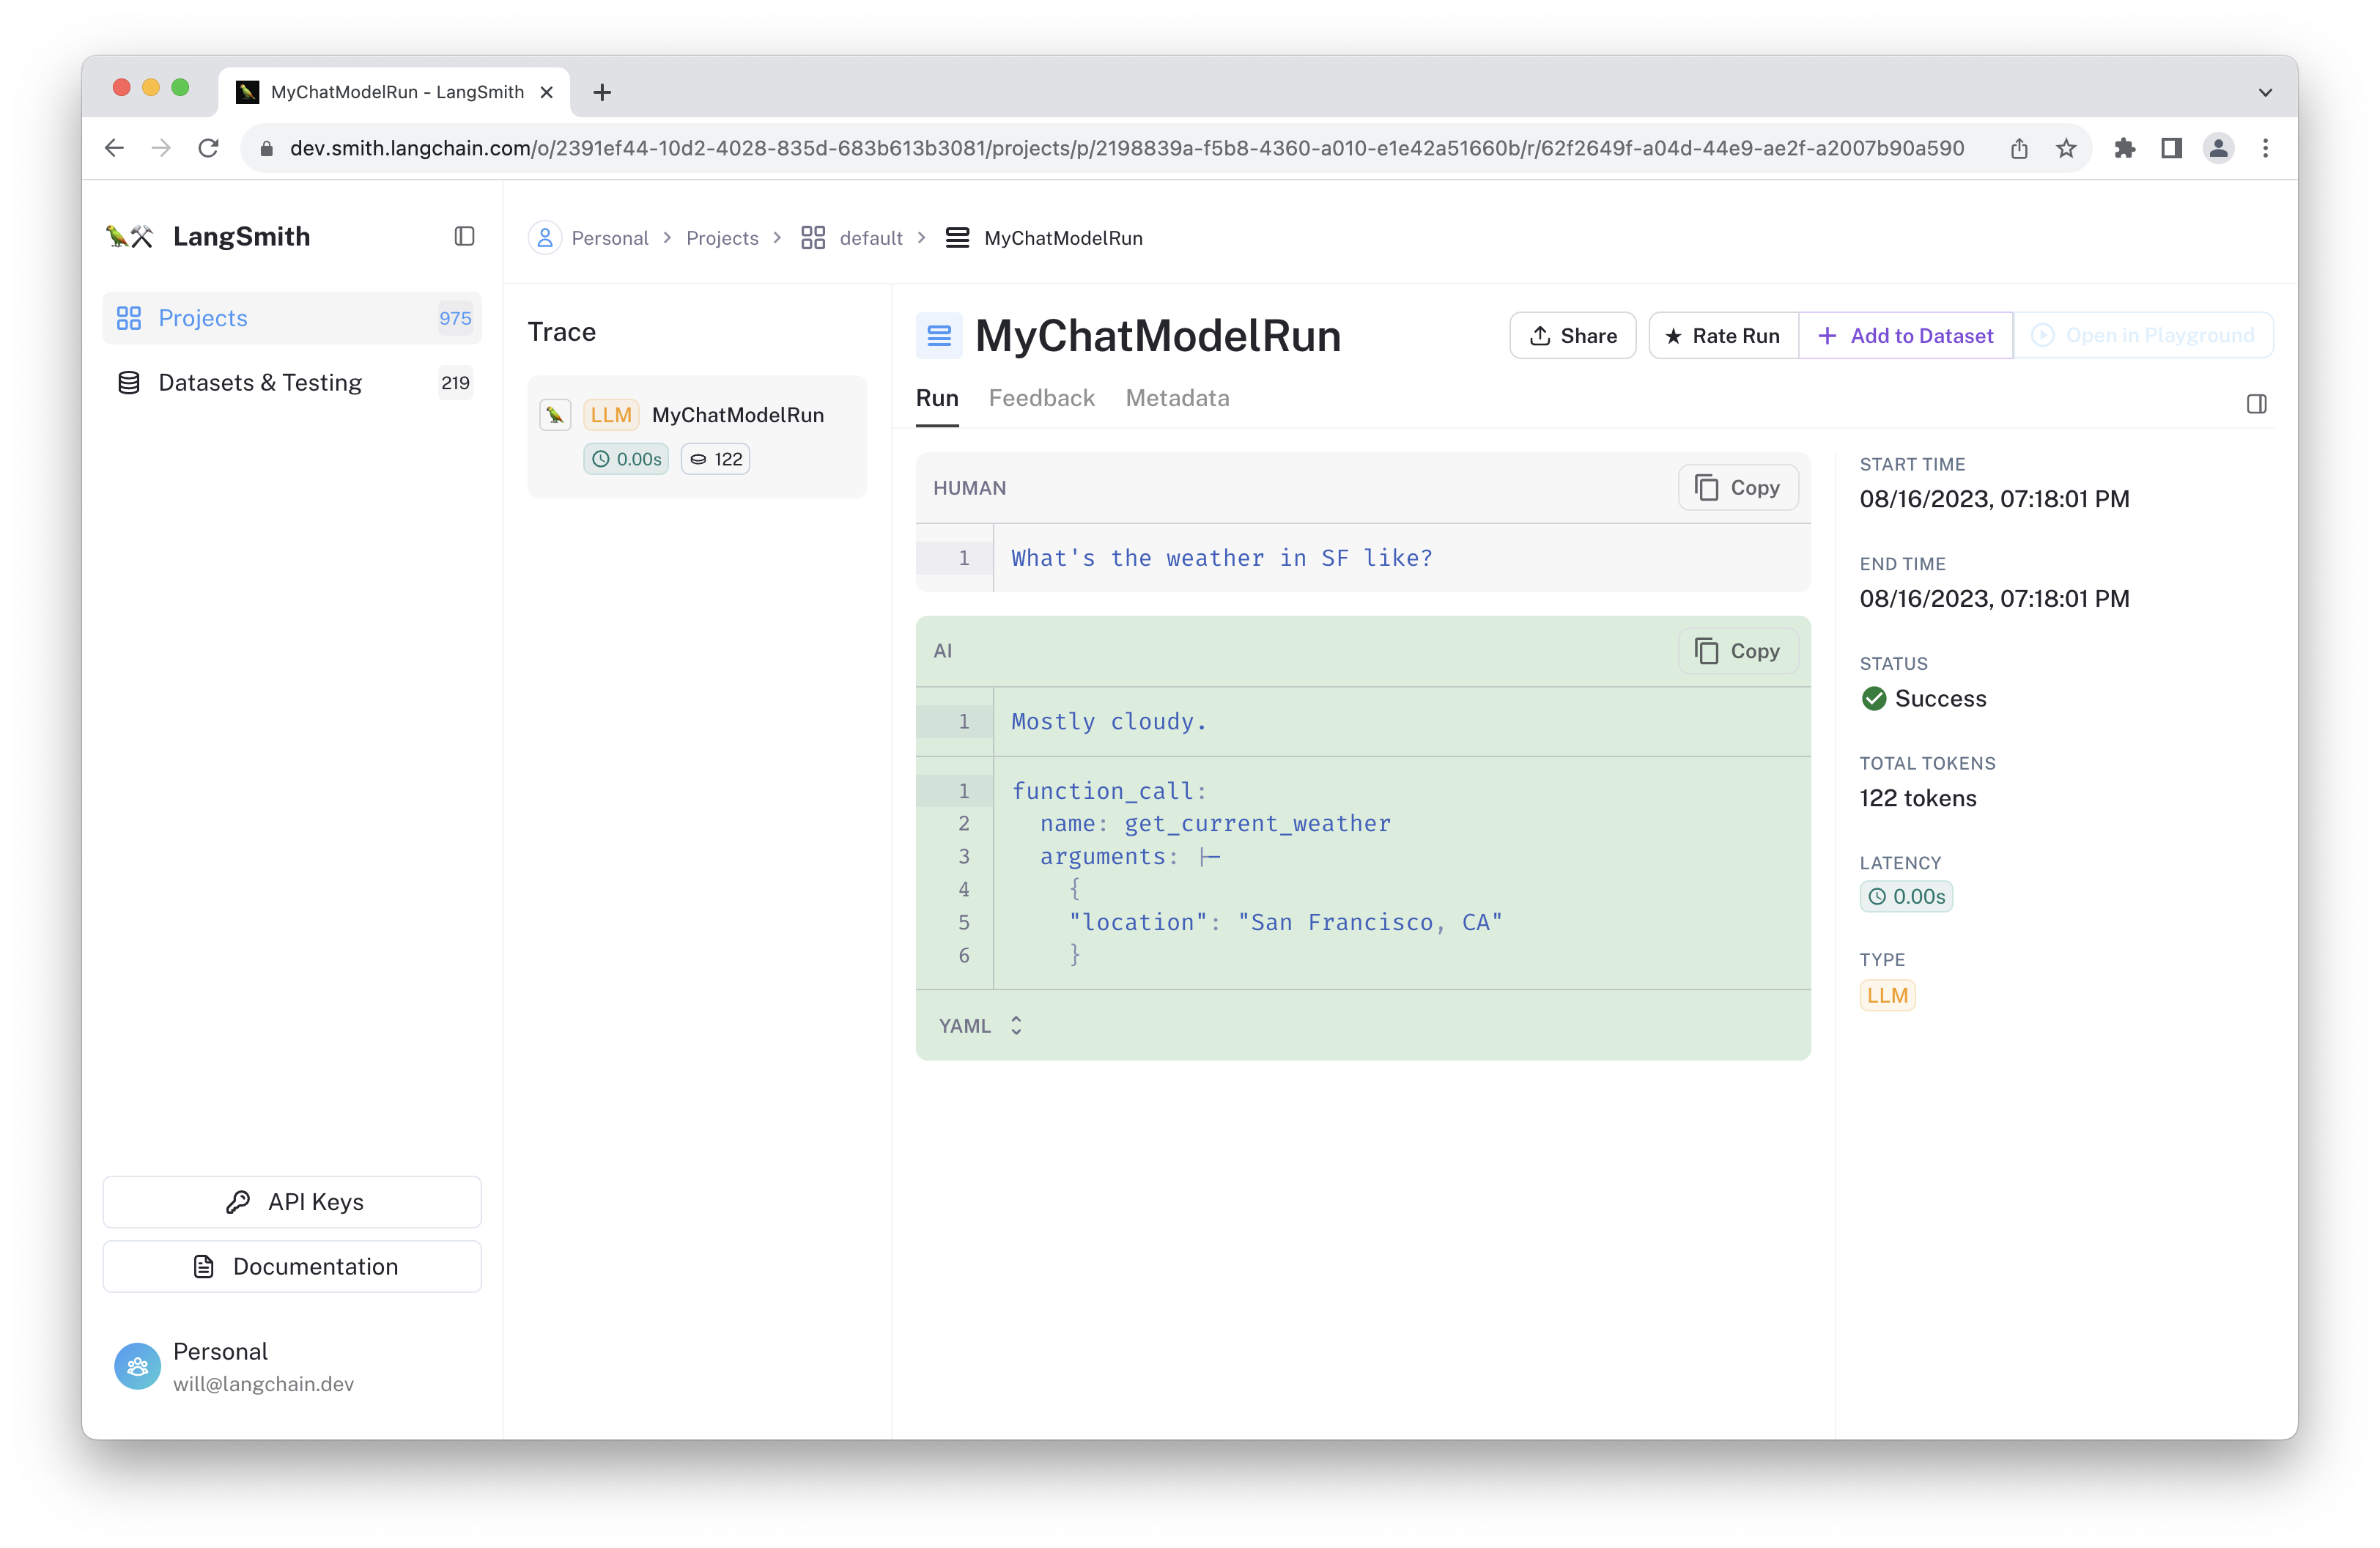 MyChatModelRun - LangSmith
dev.smith.langchain.com/o/2391ef44-10d2-4028-835d-683b613b3081/projects/p/2198839a-f5b8-4360-a010-e1e42a51660b/r/62f2649f-a04d-44e9-ae2f-a2007b90a590
LangSmith
Projects 975
Datasets & Testing 219
API Keys
Documentation
Personal
will@langchain.dev
Personal > Projects > default > MyChatModelRun
Trace
LLM MyChatModelRun
0.00s 122
MyChatModelRun
Share Rate Run + Add to Dataset Open in Playground
Run Feedback Metadata
HUMAN Copy
1 What's the weather in SF like?
AI Copy
1 Mostly cloudy.
1 function_call:
2 name: get_current_weather
3 arguments: |-
4 {
5 "location": "San Francisco, CA"
6 }
YAML
START TIME
08/16/2023, 07:18:01 PM
END TIME
08/16/2023, 07:18:01 PM
STATUS
Success
TOTAL TOKENS
122 tokens
LATENCY
0.00s
TYPE
LLM